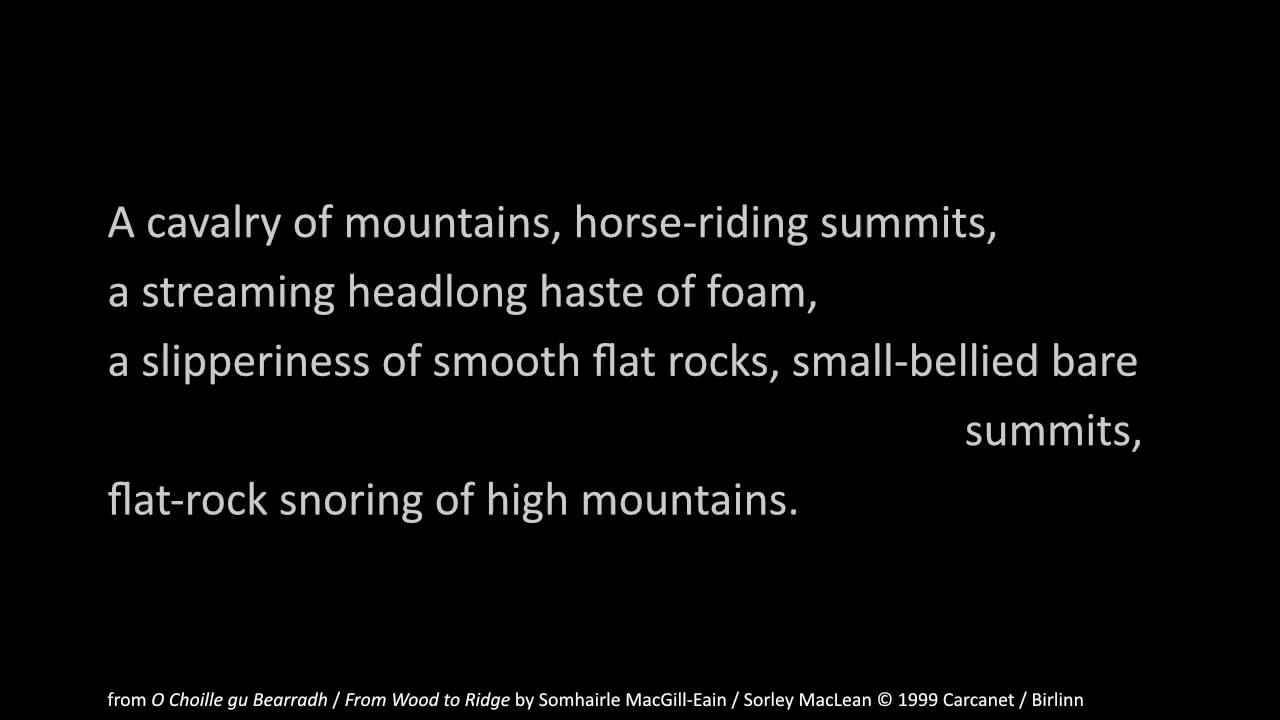 A cavalry of mountains, horse-riding summits,
a streaming headlong haste of foam,
a slipperiness of smooth flat rocks, small-bellied bare
summits,
flat-rock snoring of high mountains.
from O Choille gu Bearradh / From Wood to Ridge by Somhairle MacGill-Eain / Sorley MacLean © 1999 Carcanet / Birlinn